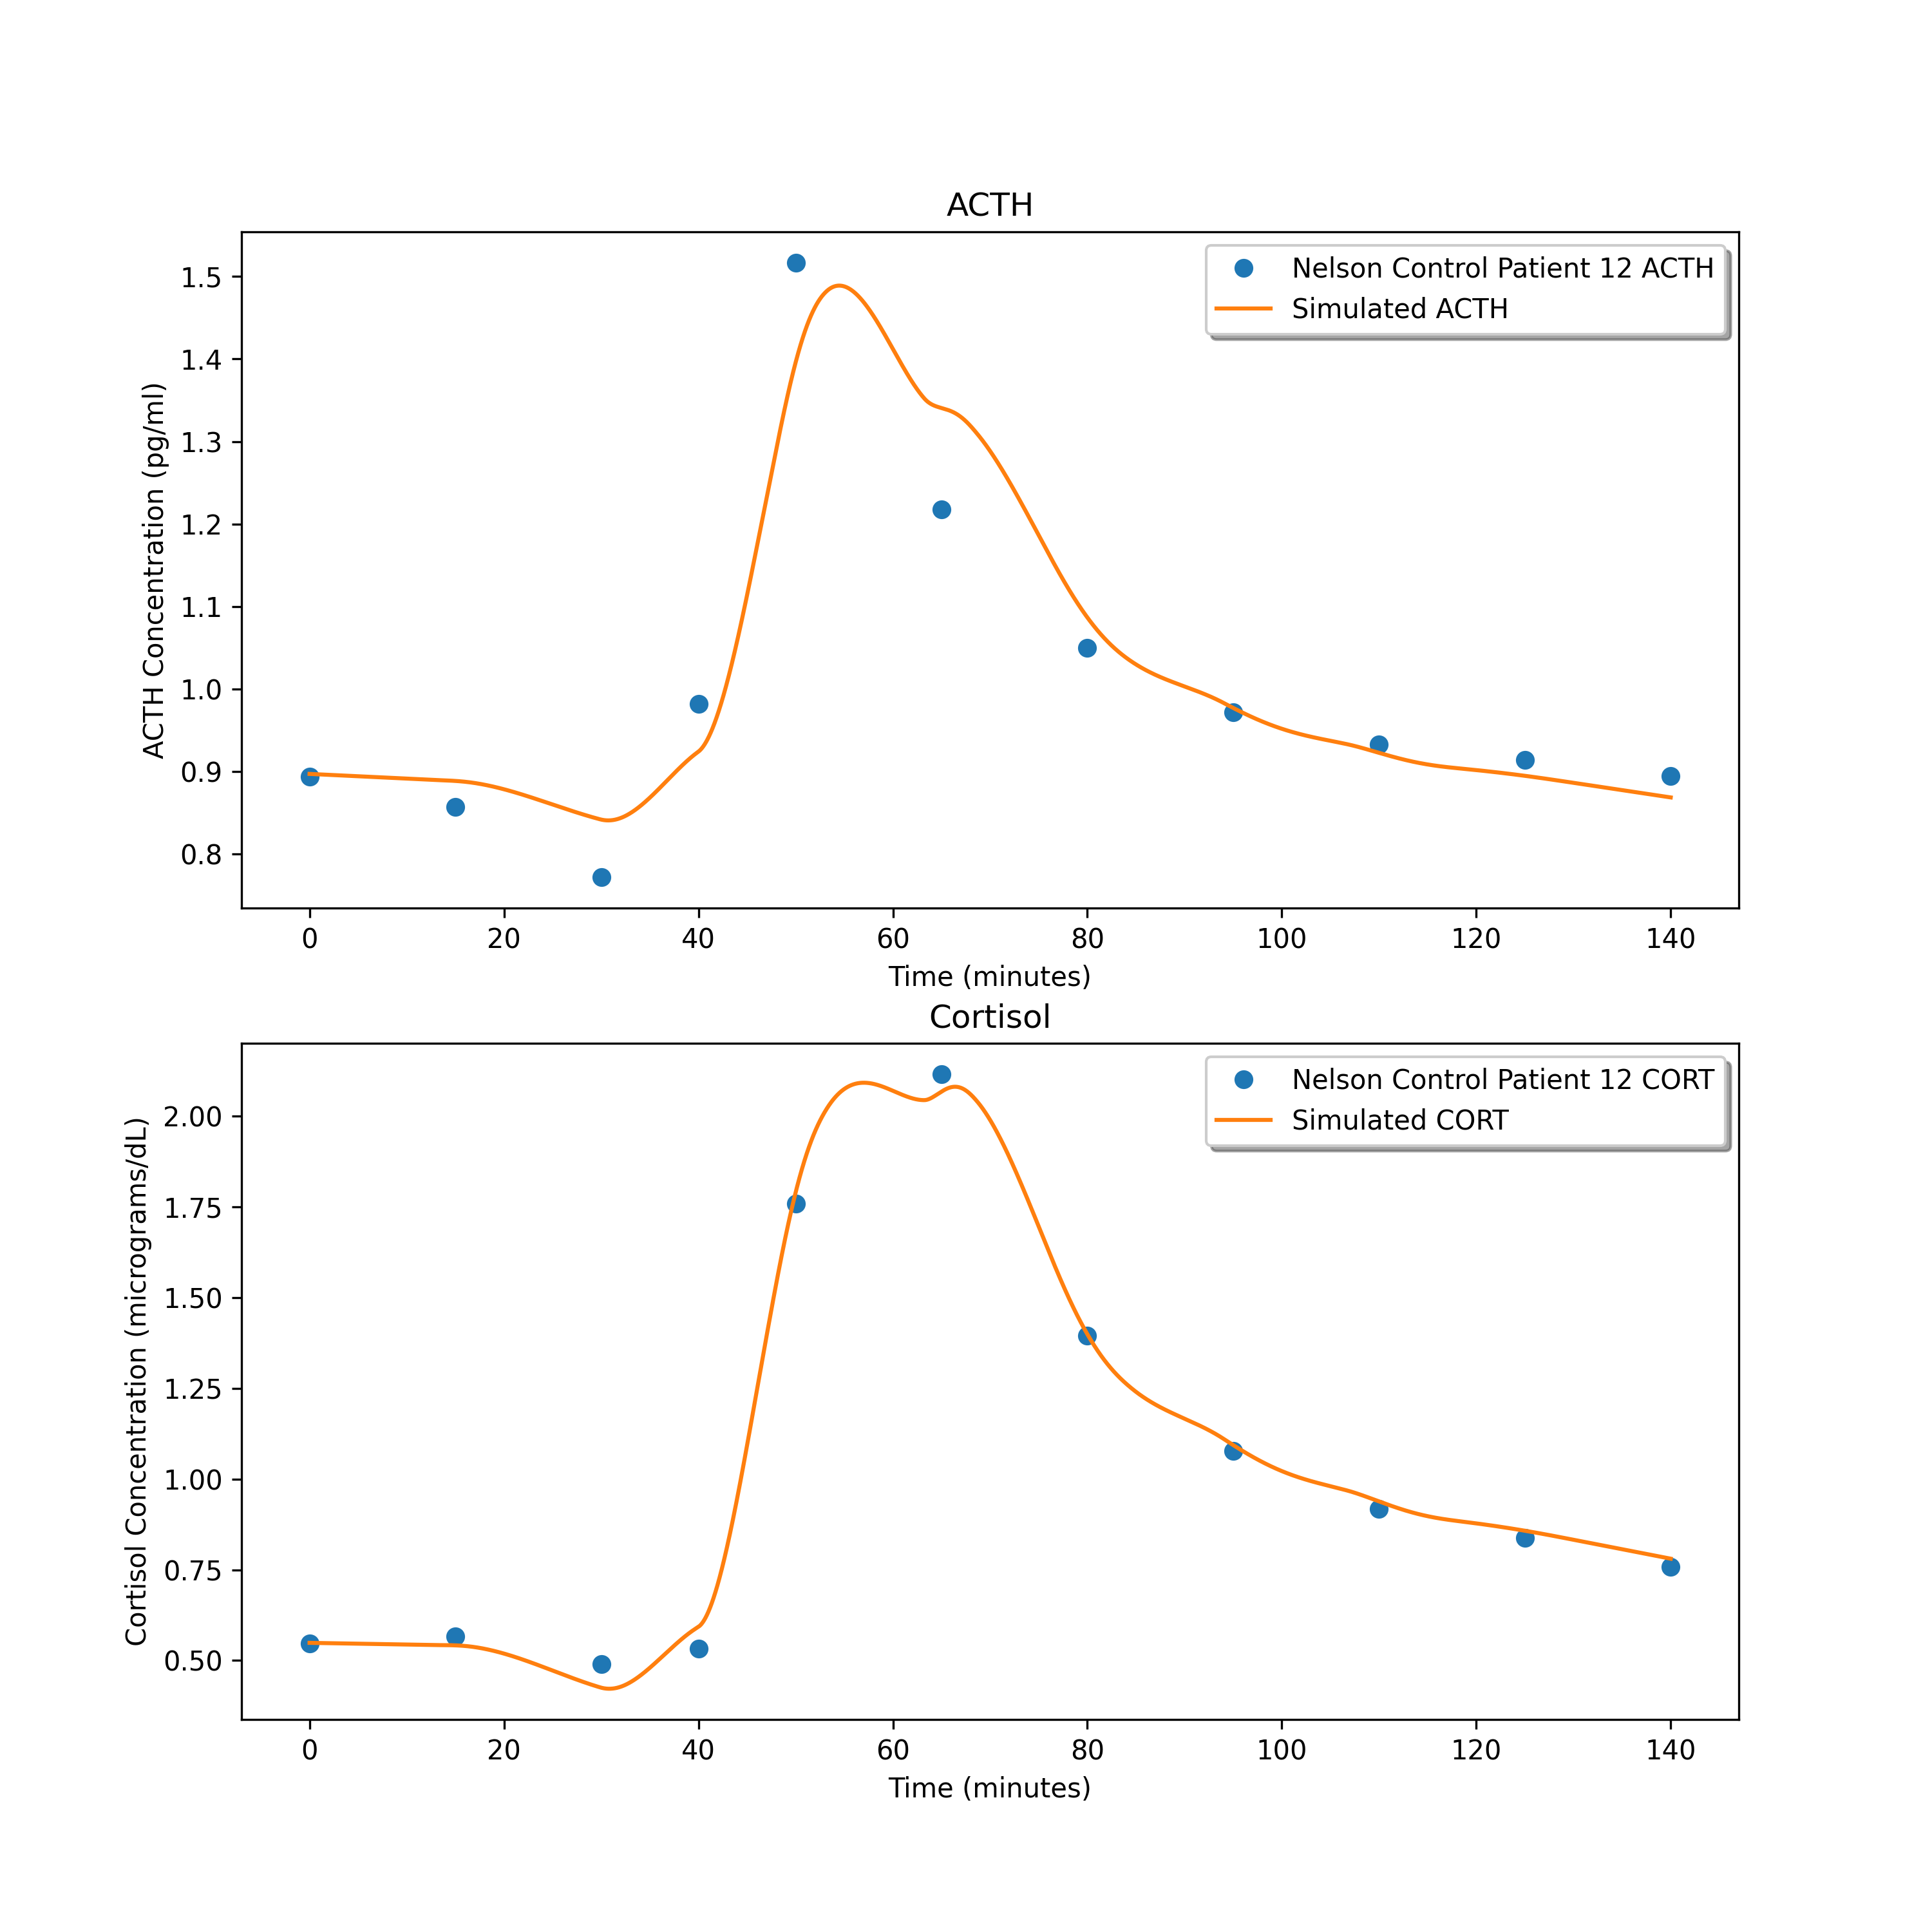 ACTH
Nelson Control Patient 12 ACTH
Simulated ACTH
ACTH Concentration (pg/ml)
1.5
1.4
1.3
1.2
1.1
1.0
0.9
0.8
0 20 40 60 80 100 120 140
Time (minutes)
Cortisol
Nelson Control Patient 12 CORT
Simulated CORT
Cortisol Concentration (micrograms/dL)
2.00
1.75
1.50
1.25
1.00
0.75
0.50
0 20 40 60 80 100 120 140
Time (minutes)